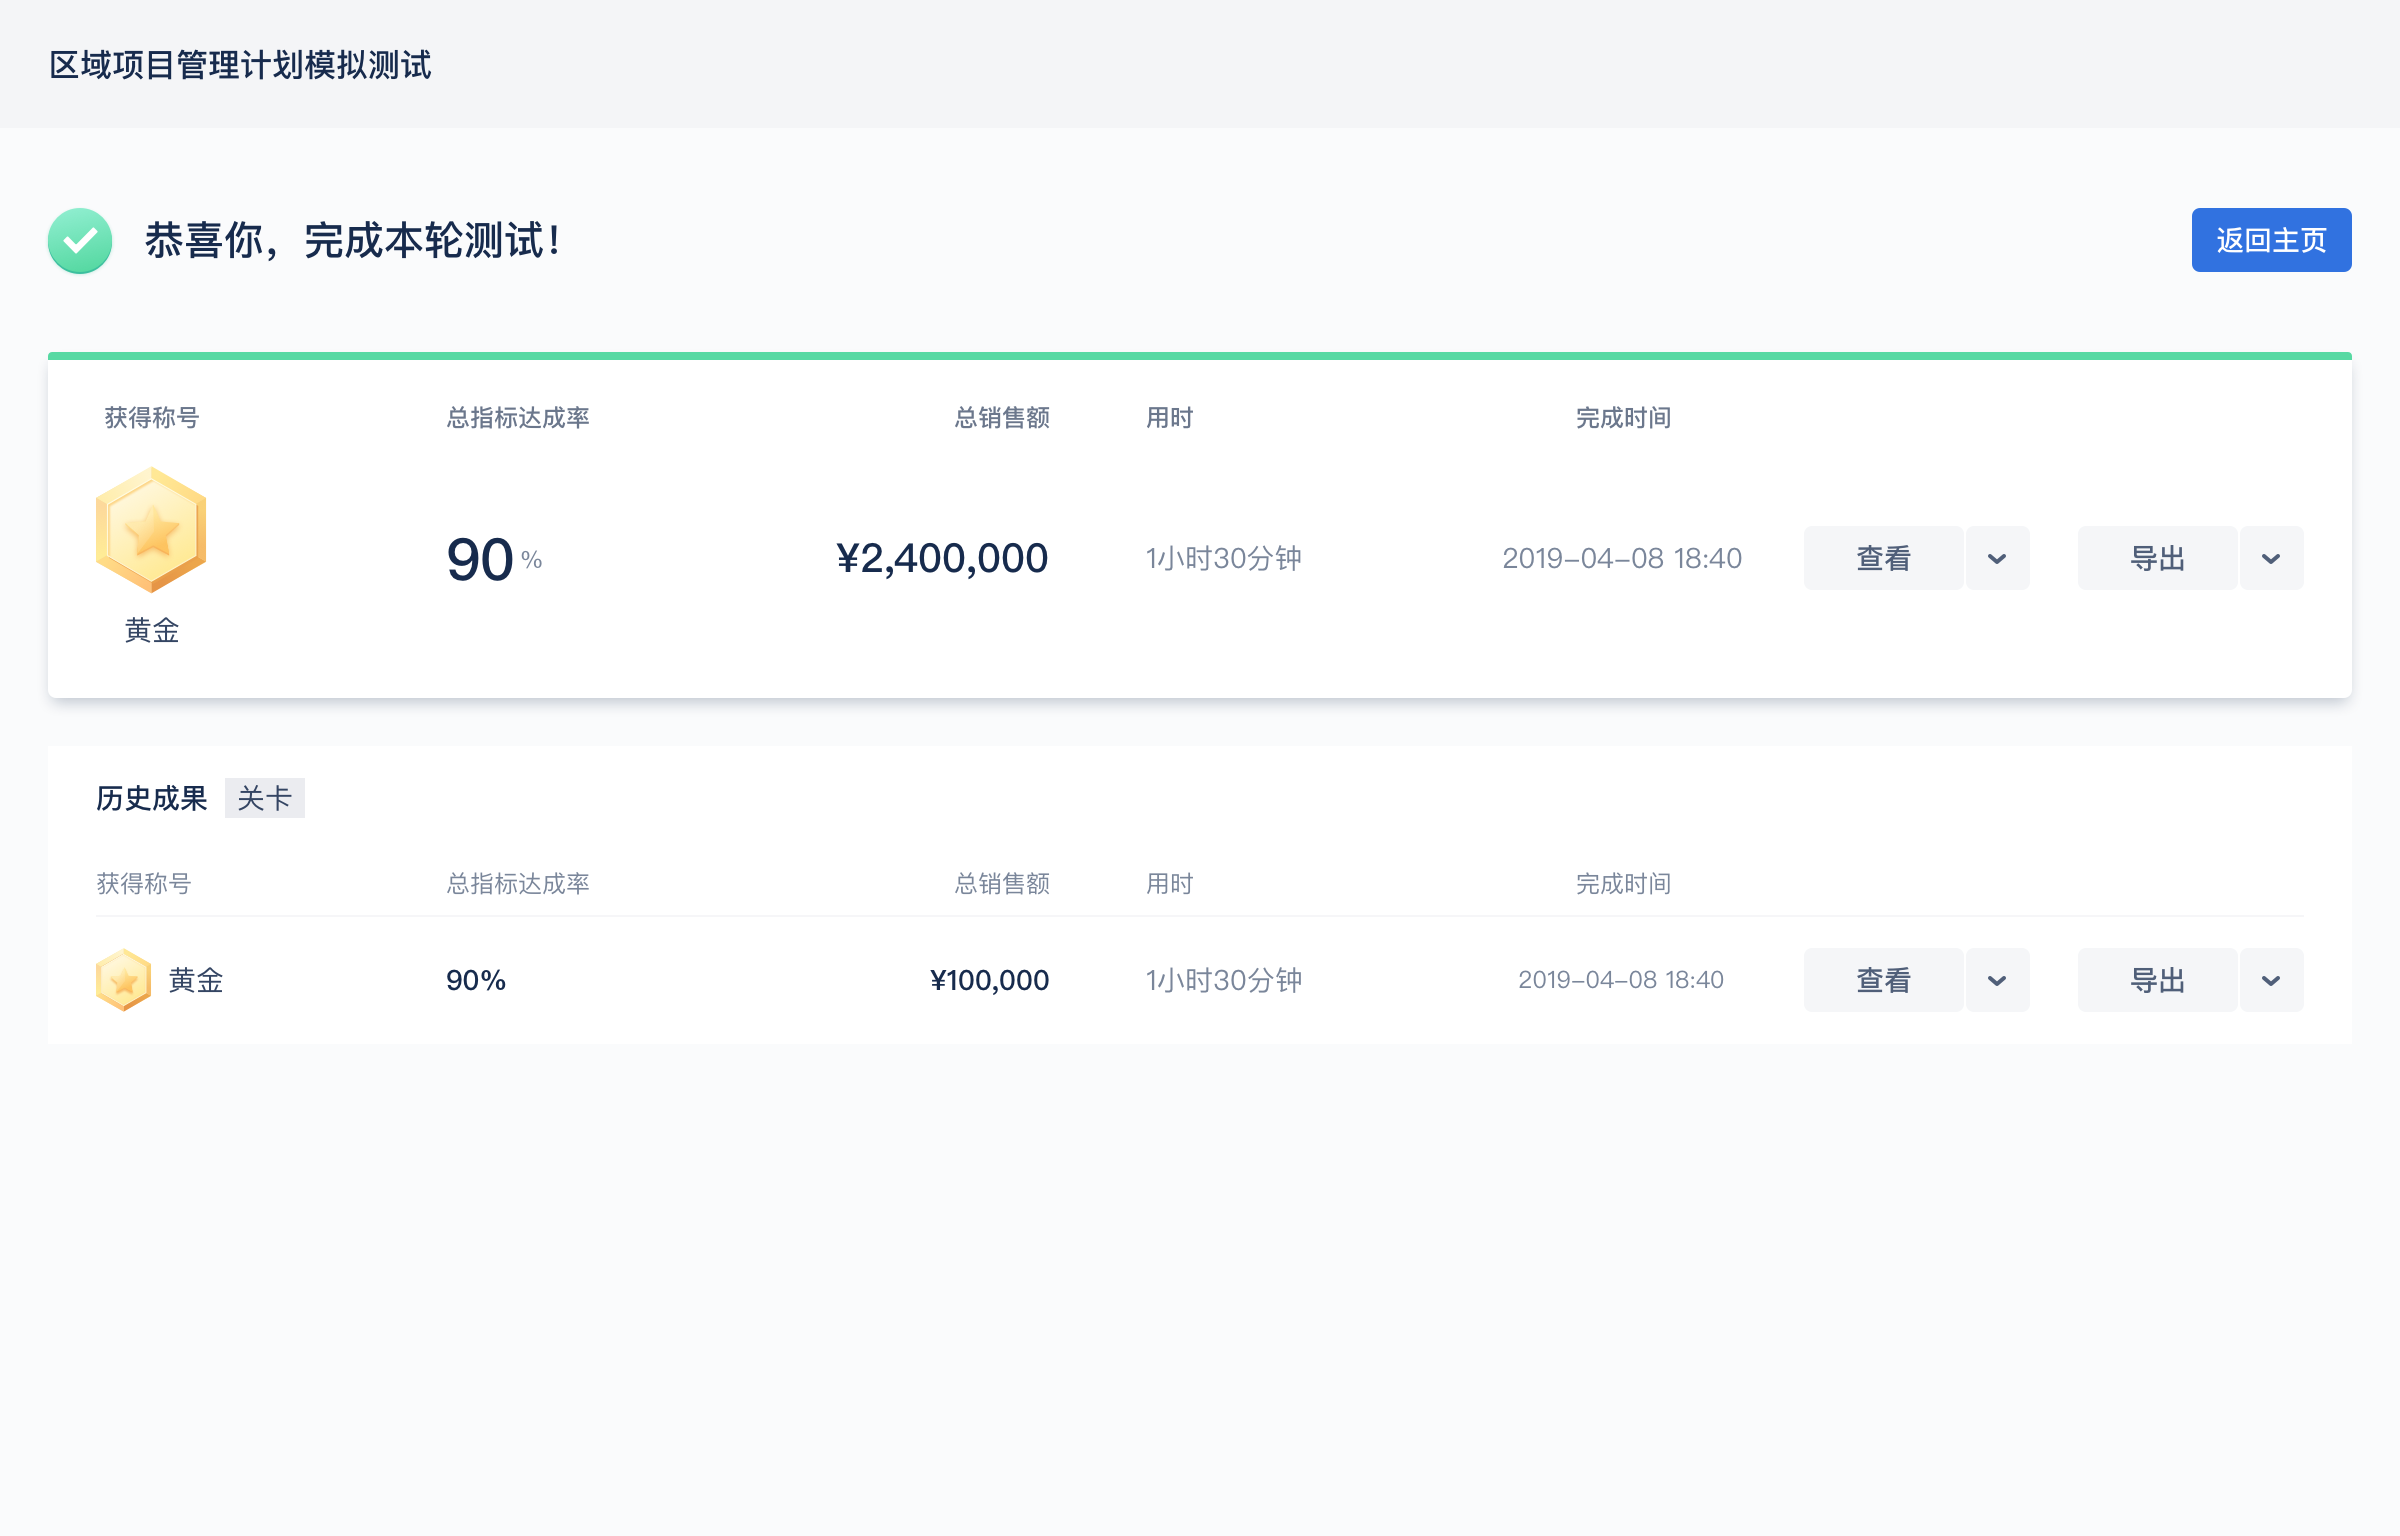 区域项目管理计划模拟测试
恭喜你，完成本轮测试！
返回主页
获得称号 总指标达成率 总销售额 用时 完成时间
90 % ¥2,400,000 1小时30分钟 2019-04-08 18:40 查看 导出
黄金
历史成果 关卡
获得称号 总指标达成率 总销售额 用时 完成时间
黄金 90% ¥100,000 1小时30分钟 2019-04-08 18:40 查看 导出